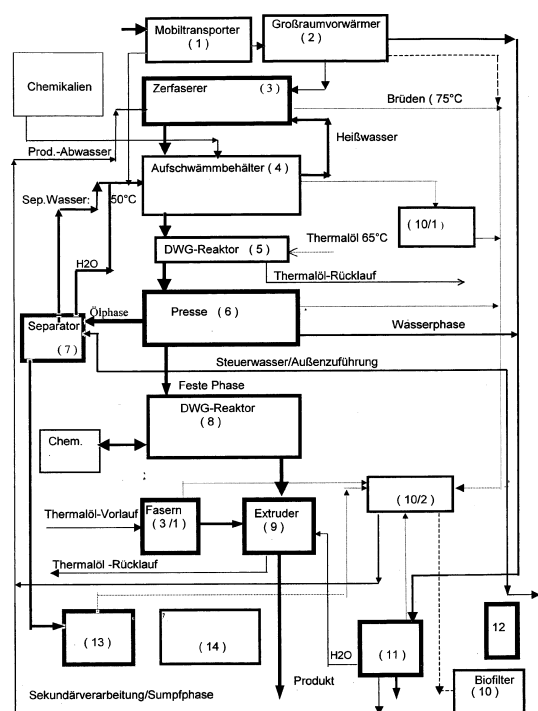 Mobiltransporter
( 1 )
Großraumvorwärmer
( 2 )
Chemikalien
Zerfaserer ( 3 )
Brüden ( 75°C
Heißwasser
Prod.-Abwasser
Aufschwämmbehälter ( 4 )
Sep.Wasser:
50°C
( 10/1 )
H2O
DWG-Reaktor ( 5 )
Thermalöl 65°C
Thermalöl-Rücklauf
Ölphase
Presse ( 6 )
Separator
( 7 )
Wasserphase
Steuerwasser/Außenzuführung
Feste Phase
DWG-Reaktor
( 8 )
Chem.
( 10/2 )
Thermalöl-Vorlauf
Fasern
( 3 /1 )
Extruder
( 9 )
Thermalöl -Rücklauf
( 13 )
( 14 )
H2O
( 11 )
12
Produkt
Biofilter
( 10 )
Sekundärverarbeitung/Sumpfphase